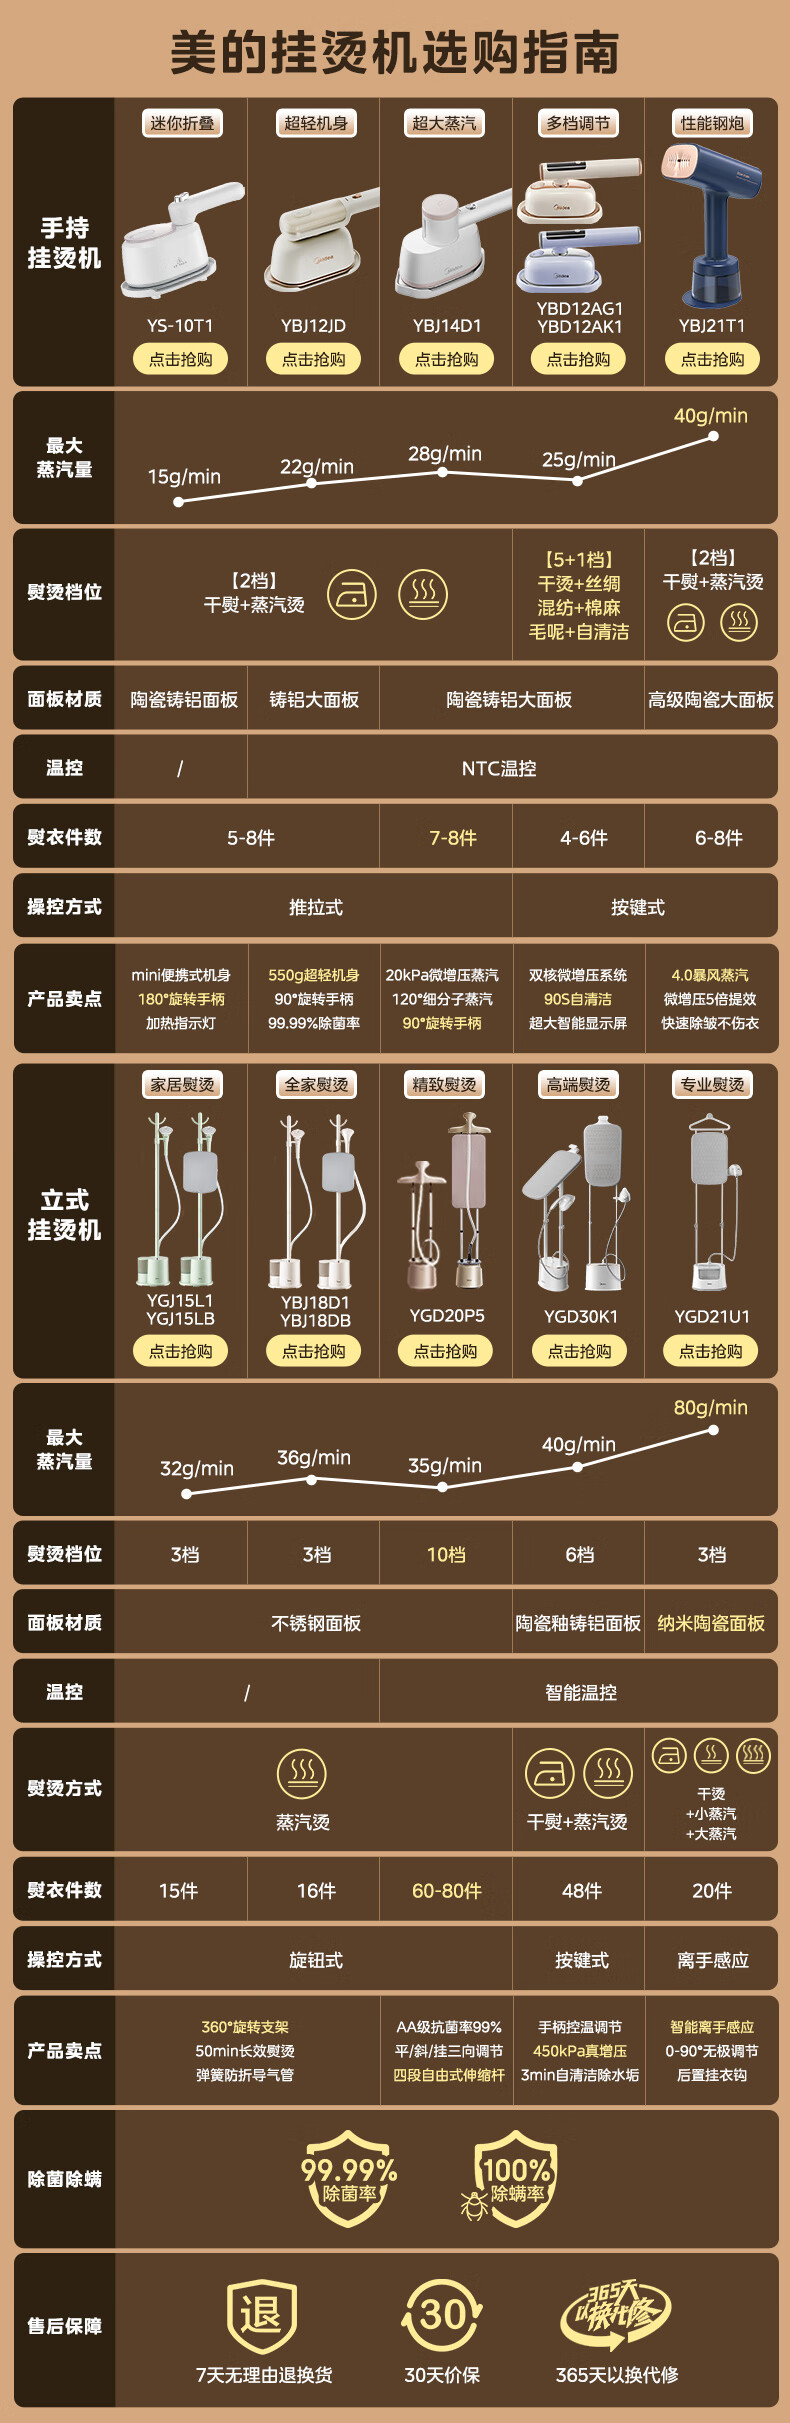 美的挂烫机选购指南
手持
挂烫机
迷你折叠
超轻机身
超大蒸汽
多档调节
性能钢炮
YS-10T1
YBJ12JD
YBJ14D1
YBD12AG1
YBD12AK1
YBJ21T1
点击抢购
点击抢购
点击抢购
点击抢购
点击抢购
最大
蒸汽量
15g/min
22g/min
28g/min
25g/min
40g/min
熨烫档位
【2档】
干熨+蒸汽烫
【5+1档】
干烫+丝绸
混纺+棉麻
毛呢+自清洁
【2档】
干熨+蒸汽烫
面板材质
陶瓷铸铝面板
铸铝大面板
陶瓷铸铝大面板
高级陶瓷大面板
温控
/
NTC温控
熨衣件数
5-8件
7-8件
4-6件
6-8件
操控方式
推拉式
按键式
产品卖点
mini便携式机身
180°旋转手柄
加热指示灯
550g超轻机身
90°旋转手柄
99.99%除菌率
20kPa微增压蒸汽
120°细分子蒸汽
90°旋转手柄
双核微增压系统
90S自清洁
超大智能显示屏
4.0暴风蒸汽
微增压5倍提效
快速除皱不伤衣
立式
挂烫机
家居熨烫
全家熨烫
精致熨烫
高端熨烫
专业熨烫
YGJ15L1
YGJ15LB
YBJ18D1
YBJ18DB
YGD20P5
YGD30K1
YGD21U1
点击抢购
点击抢购
点击抢购
点击抢购
点击抢购
最大
蒸汽量
32g/min
36g/min
35g/min
40g/min
80g/min
熨烫档位
3档
3档
10档
6档
3档
面板材质
不锈钢面板
陶瓷釉铸铝面板
纳米陶瓷面板
温控
/
智能温控
熨烫方式
蒸汽烫
干熨+蒸汽烫
干烫
+小蒸汽
+大蒸汽
熨衣件数
15件
16件
60-80件
48件
20件
操控方式
旋钮式
按键式
离手感应
产品卖点
360°旋转支架
50min长效熨烫
弹簧防折导气管
AA级抗菌率99%
平/斜/挂三向调节
四段自由式伸缩杆
手柄控温调节
450kPa真增压
3min自清洁除水垢
智能离手感应
0-90°无极调节
后置挂衣钩
除菌除螨
99.99%
除菌率
100%
除螨率
售后保障
退
30
365天
以换代修
7天无理由退换货
30天价保
365天以换代修